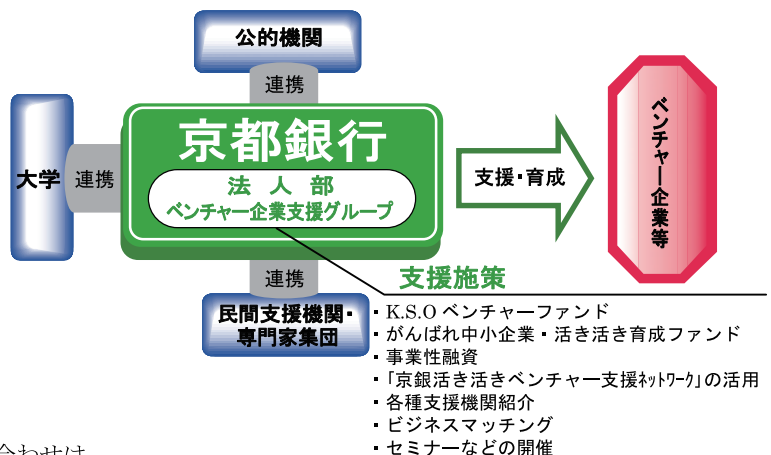 公的機関
連携
京都銀行
法人部
ベンチャー企業支援グループ
大学
連携
支援・育成
ベンチャー企業等
連携
民間支援機関・
専門家集団
支援施策
・K.S.O ベンチャーファンド
・がんばれ中小企業・活き活き育成ファンド
・事業性融資
・「京銀活き活きベンチャー支援ﾈｯﾄﾜｰｸ」の活用
・各種支援機関紹介
・ビジネスマッチング
・セミナーなどの開催
合わせは